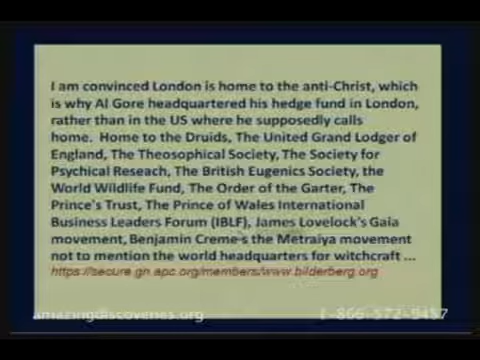 I am convinced London is home to the anti-Christ, which
is why Al Gore headquartered his hedge fund in London,
rather than in the US where he supposedly calls
home. Home to the Druids, The United Grand Lodger of
England, The Theosophical Society, The Society for
Psychical Reseach, The British Eugenics Society, the
World Wildlife Fund, The Order of the Garter, The
Prince's Trust, The Prince of Wales International
Business Leaders Forum (IBLF), James Lovelock's Gaia
movement, Benjamin Creme's the Metraiya movement
not to mention the world headquarters for witchcraft ...
https://secure.gn.apc.org/members/www.bilderberg.org
amazingdiscoveries.org 1-866-572-9457